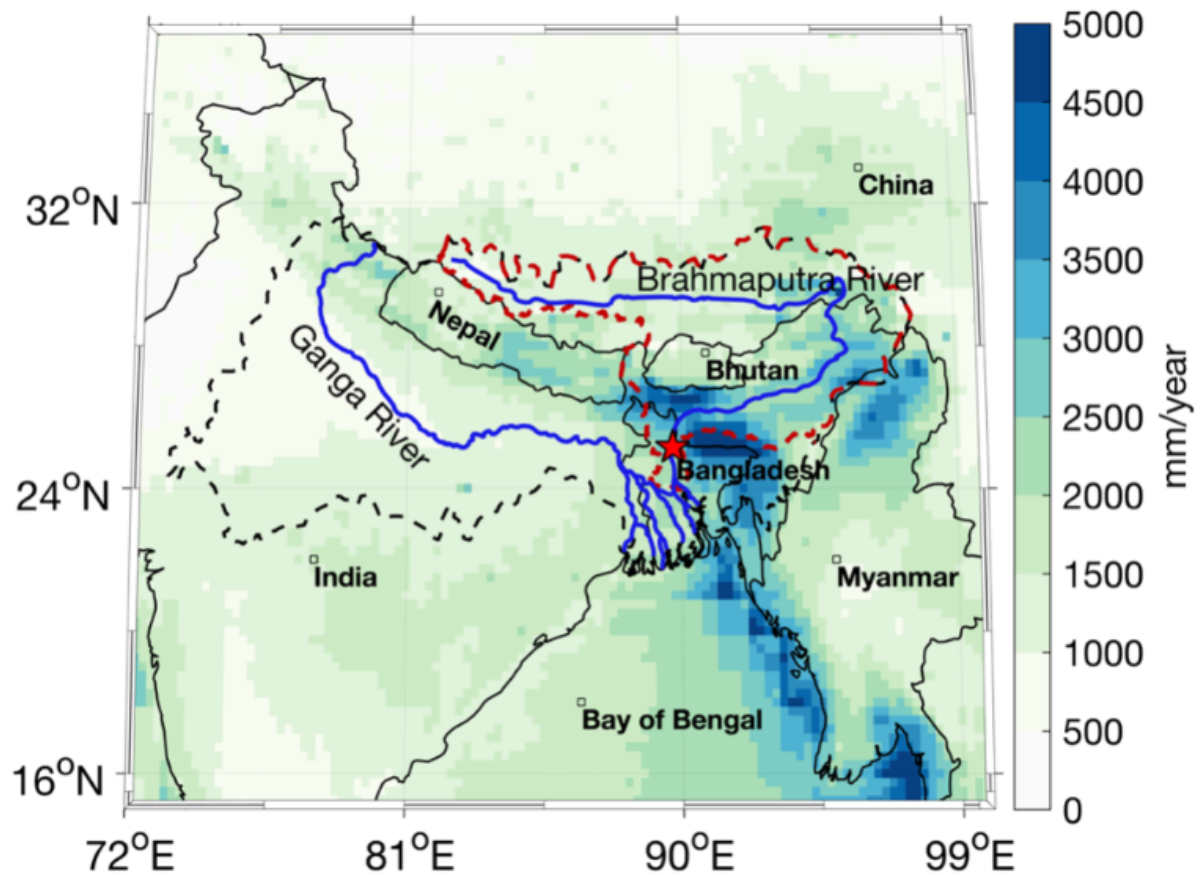 5000
4500
4000
3500
3000
2500
2000
1500
1000
500
0
mm/year
32°N
24°N
16°N
72°E
81°E
90°E
99°E
China
Brahmaputra River
Nepal
Bhutan
Ganga River
Bangladesh
India
Myanmar
Bay of Bengal